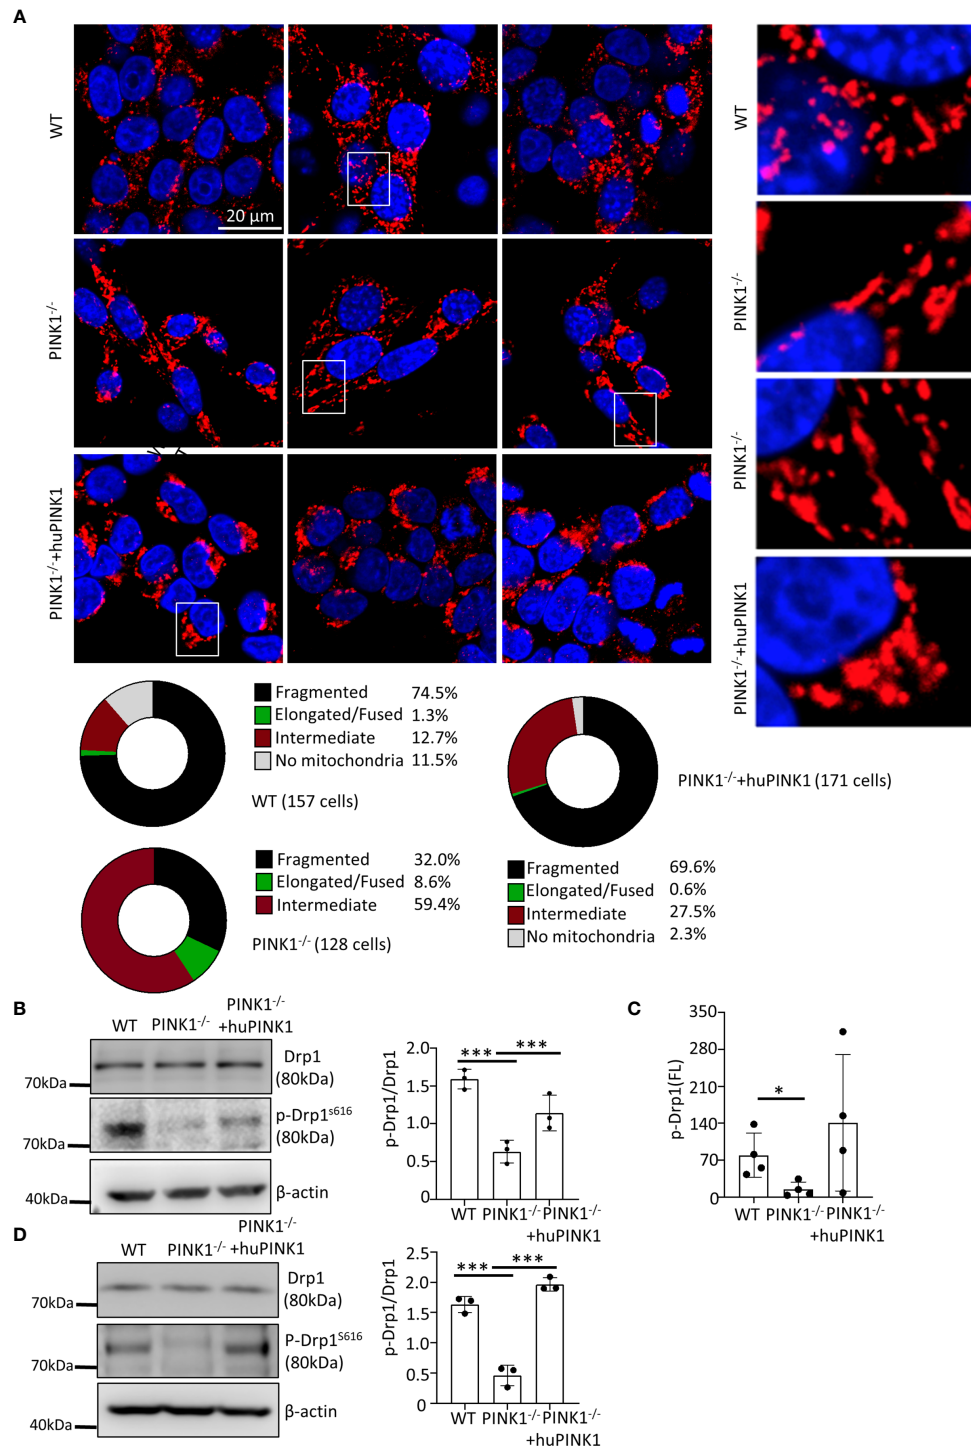 A
WT
20 µm
PINK1-/-
PINK1-/-+huPINK1
WT
PINK1-/-
PINK1-/-
PINK1-/-+huPINK1
Fragmented 74.5%
Elongated/Fused 1.3%
Intermediate 12.7%
No mitochondria 11.5%
WT (157 cells)
PINK1-/-+huPINK1 (171 cells)
Fragmented 32.0%
Elongated/Fused 8.6%
Intermediate 59.4%
PINK1-/- (128 cells)
Fragmented 69.6%
Elongated/Fused 0.6%
Intermediate 27.5%
No mitochondria 2.3%
B
WT PINK1-/- PINK1-/- +huPINK1
Drp1
(80kDa)
70kDa
p-Drp1s616
(80kDa)
70kDa
β-actin
40kDa
p-Drp1/Drp1
2.0
1.5
1.0
0.5
0
*** ***
WT PINK1-/- PINK1-/-
+huPINK1
C
p-Drp1(FL)
350
280
210
140
70
0
*
WT PINK1-/- PINK1-/-
+huPINK1
D
WT PINK1-/- PINK1-/- +huPINK1
Drp1
(80kDa)
70kDa
P-Drp1S616
(80kDa)
70kDa
β-actin
40kDa
p-Drp1/Drp1
2.5
2.0
1.5
1.0
0.5
0
*** ***
WT PINK1-/- PINK1-/-
+huPINK1